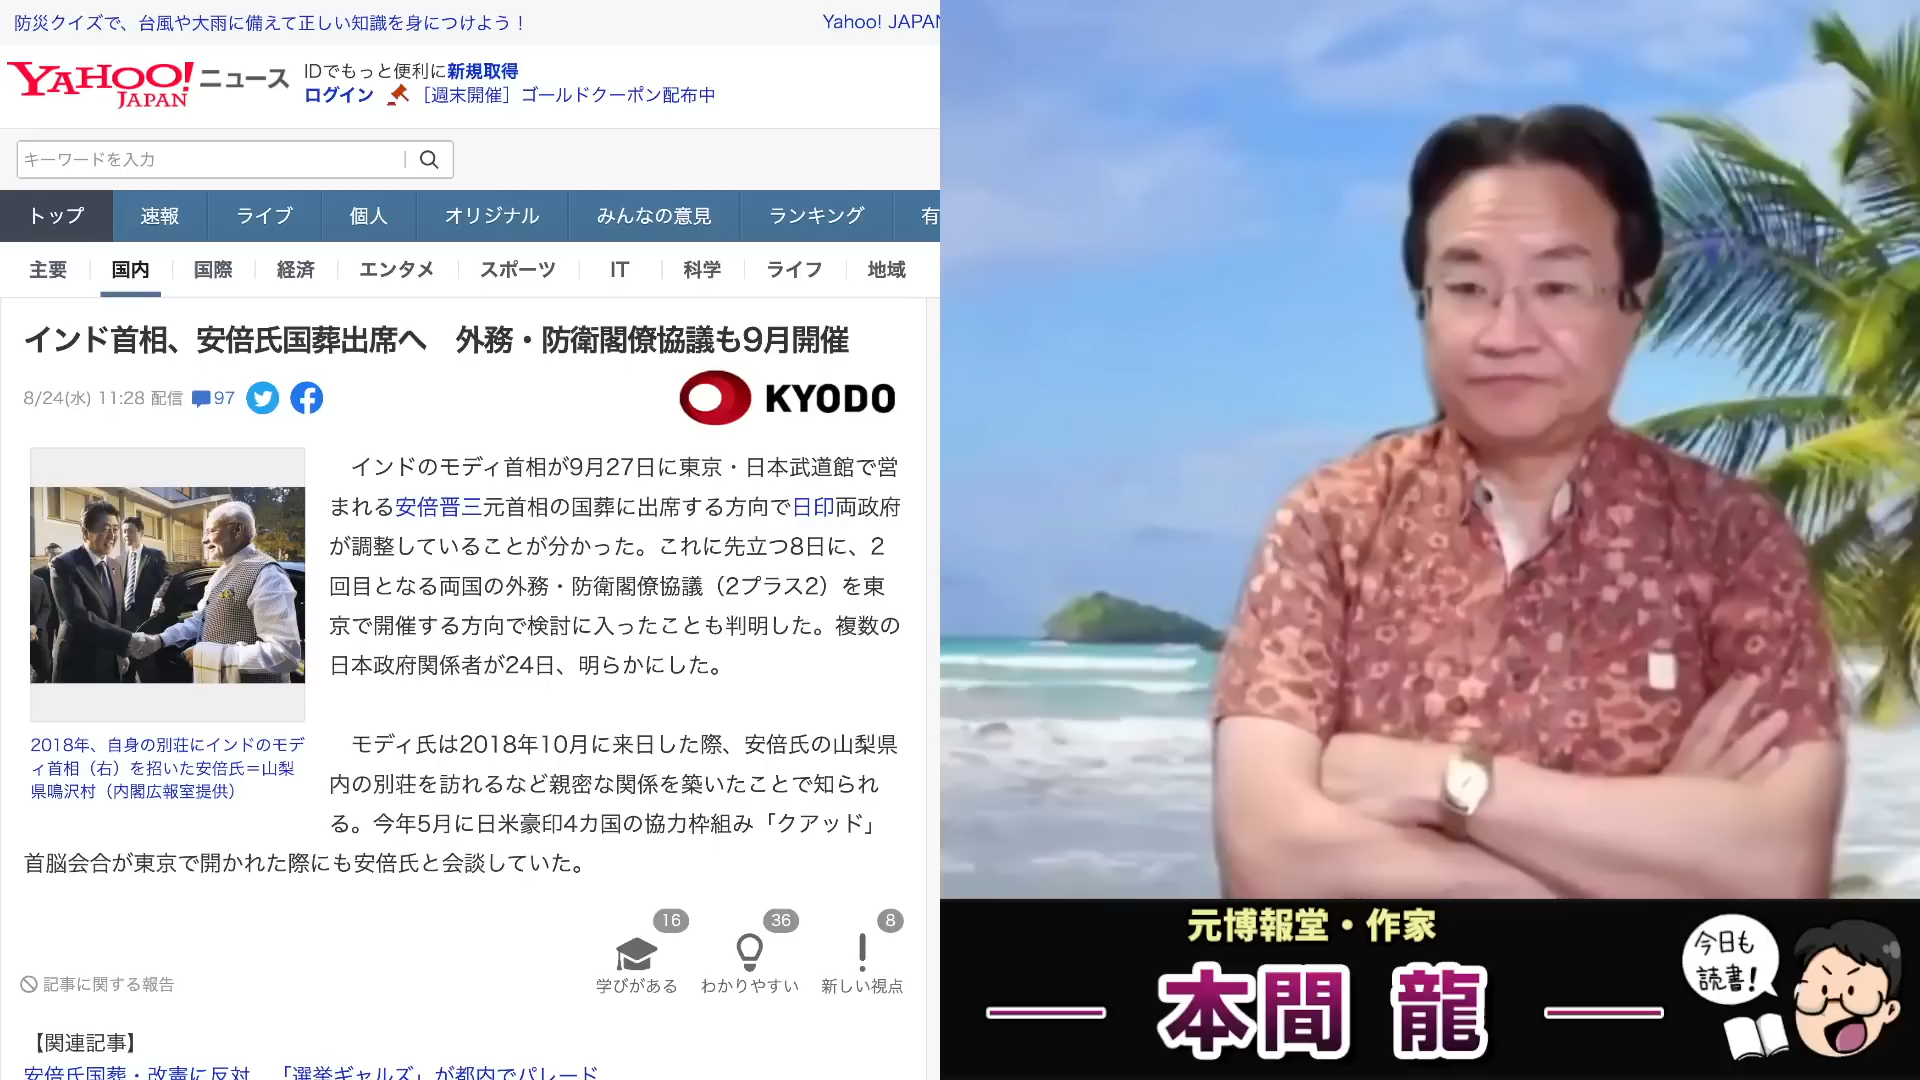 防災クイズで、台風や大雨に備えて正しい知識を身につけよう！
Yahoo! JAPAN
YAHOO! JAPAN ニュース
IDでもっと便利に新規取得
ログイン ［週末開催］ゴールドクーポン配布中
キーワードを入力
トップ 速報 ライブ 個人 オリジナル みんなの意見 ランキング 有
主要 国内 国際 経済 エンタメ スポーツ IT 科学 ライフ 地域
インド首相、安倍氏国葬出席へ　外務・防衛閣僚協議も9月開催
8/24(水) 11:28 配信 97
KYODO
インドのモディ首相が9月27日に東京・日本武道館で営
まれる安倍晋三元首相の国葬に出席する方向で日印両政府
が調整していることが分かった。これに先立つ8日に、2
回目となる両国の外務・防衛閣僚協議（2プラス2）を東
京で開催する方向で検討に入ったことも判明した。複数の
日本政府関係者が24日、明らかにした。
2018年、自身の別荘にインドのモデ
ィ首相（右）を招いた安倍氏＝山梨
県鳴沢村（内閣広報室提供）
モディ氏は2018年10月に来日した際、安倍氏の山梨県
内の別荘を訪れるなど親密な関係を築いたことで知られ
る。今年5月に日米豪印4カ国の協力枠組み「クアッド」
首脳会合が東京で開かれた際にも安倍氏と会談していた。
16 36 8
学びがある わかりやすい 新しい視点
記事に関する報告
【関連記事】
安倍氏国葬・改憲に反対　「選挙ギャルズ」が都内でパレード
元博報堂・作家
本間 龍
今日も
読書！